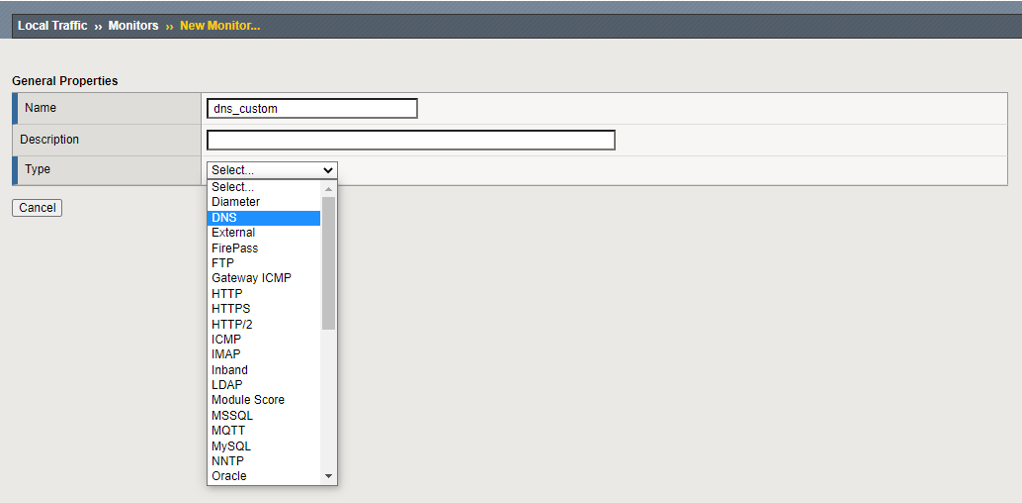 Local Traffic ›› Monitors ›› New Monitor...
General Properties
Name dns_custom
Description
Type Select...
Select...
Diameter
DNS
External
FirePass
FTP
Gateway ICMP
HTTP
HTTPS
HTTP/2
ICMP
IMAP
Inband
LDAP
Module Score
MSSQL
MQTT
MySQL
NNTP
Oracle
Cancel